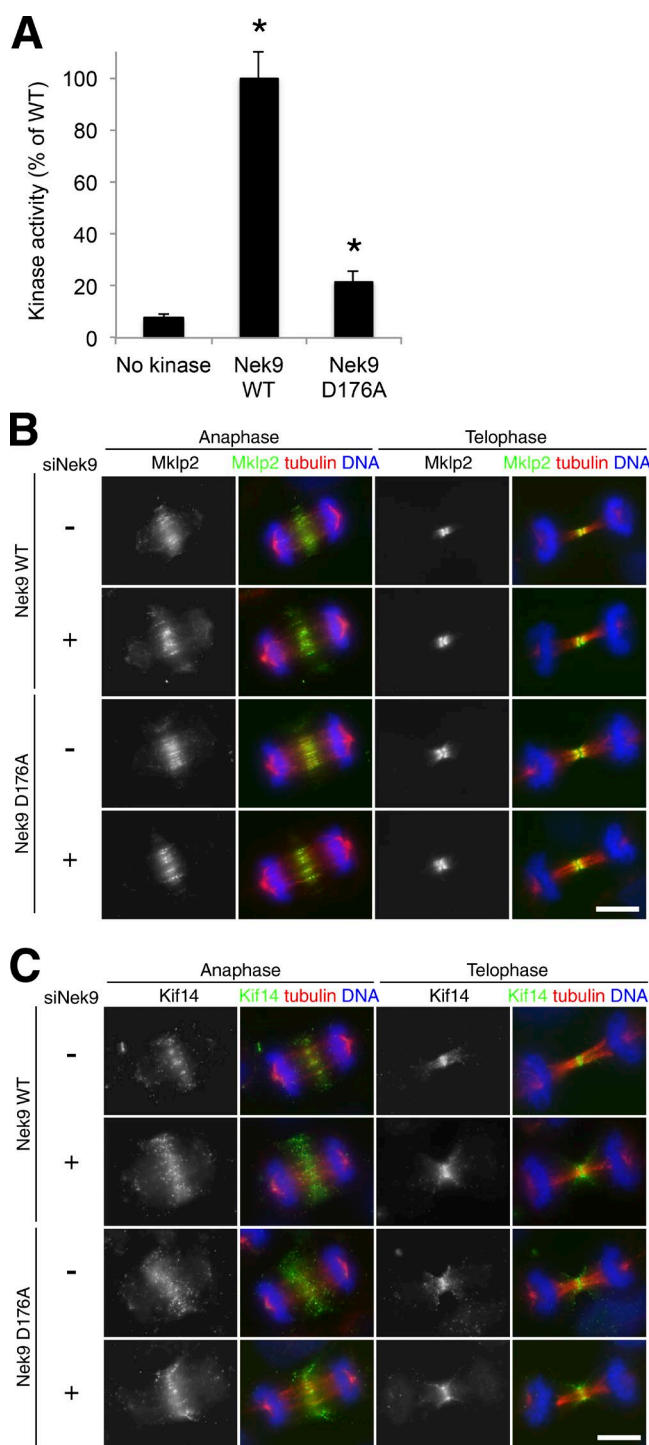 A
*
*
Kinase activity (% of WT)
100
80
60
40
20
0
No kinase Nek9 Nek9
WT D176A
B
Anaphase Telophase
siNek9 Mklp2 Mklp2 tubulin DNA Mklp2 Mklp2 tubulin DNA
Nek9 WT
-
+
Nek9 D176A
-
+
C
Anaphase Telophase
siNek9 Kif14 Kif14 tubulin DNA Kif14 Kif14 tubulin DNA
Nek9 WT
-
+
Nek9 D176A
-
+